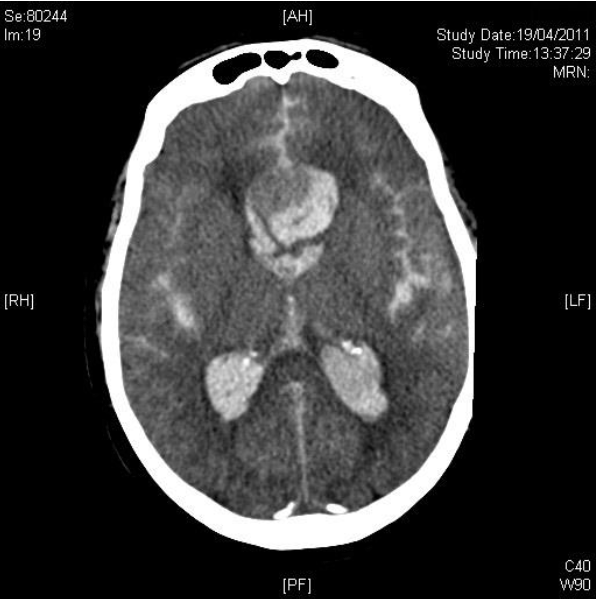 Se:80244
Im:19
[AH]
Study Date:19/04/2011
Study Time:13:37:29
MRN:
[RH]
[LF]
[PF]
C40
W90